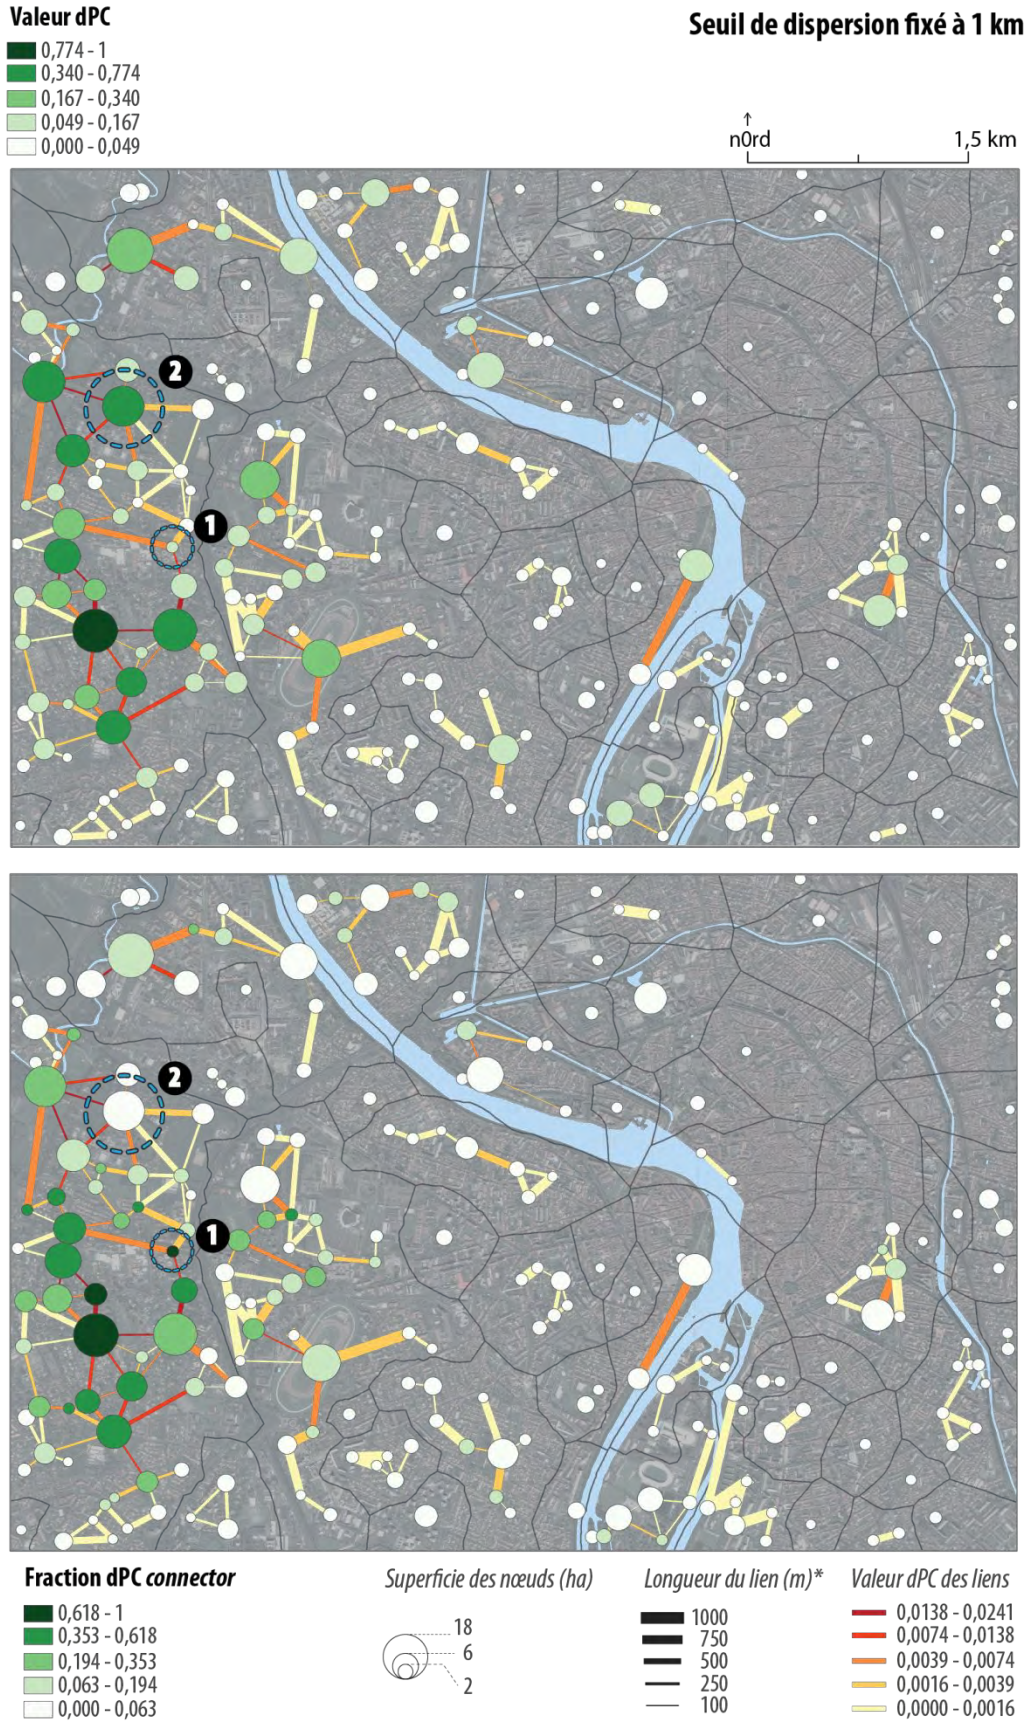 Valeur dPC
Seuil de dispersion fixé à 1 km
0,774 - 1
0,340 - 0,774
0,167 - 0,340
0,049 - 0,167
0,000 - 0,049
n0rd
1,5 km
2
1
2
1
Fraction dPC connector
0,618 - 1
0,353 - 0,618
0,194 - 0,353
0,063 - 0,194
0,000 - 0,063
Superficie des nœuds (ha)
18
6
2
Longueur du lien (m)*
1000
750
500
250
100
Valeur dPC des liens
0,0138 - 0,0241
0,0074 - 0,0138
0,0039 - 0,0074
0,0016 - 0,0039
0,0000 - 0,0016